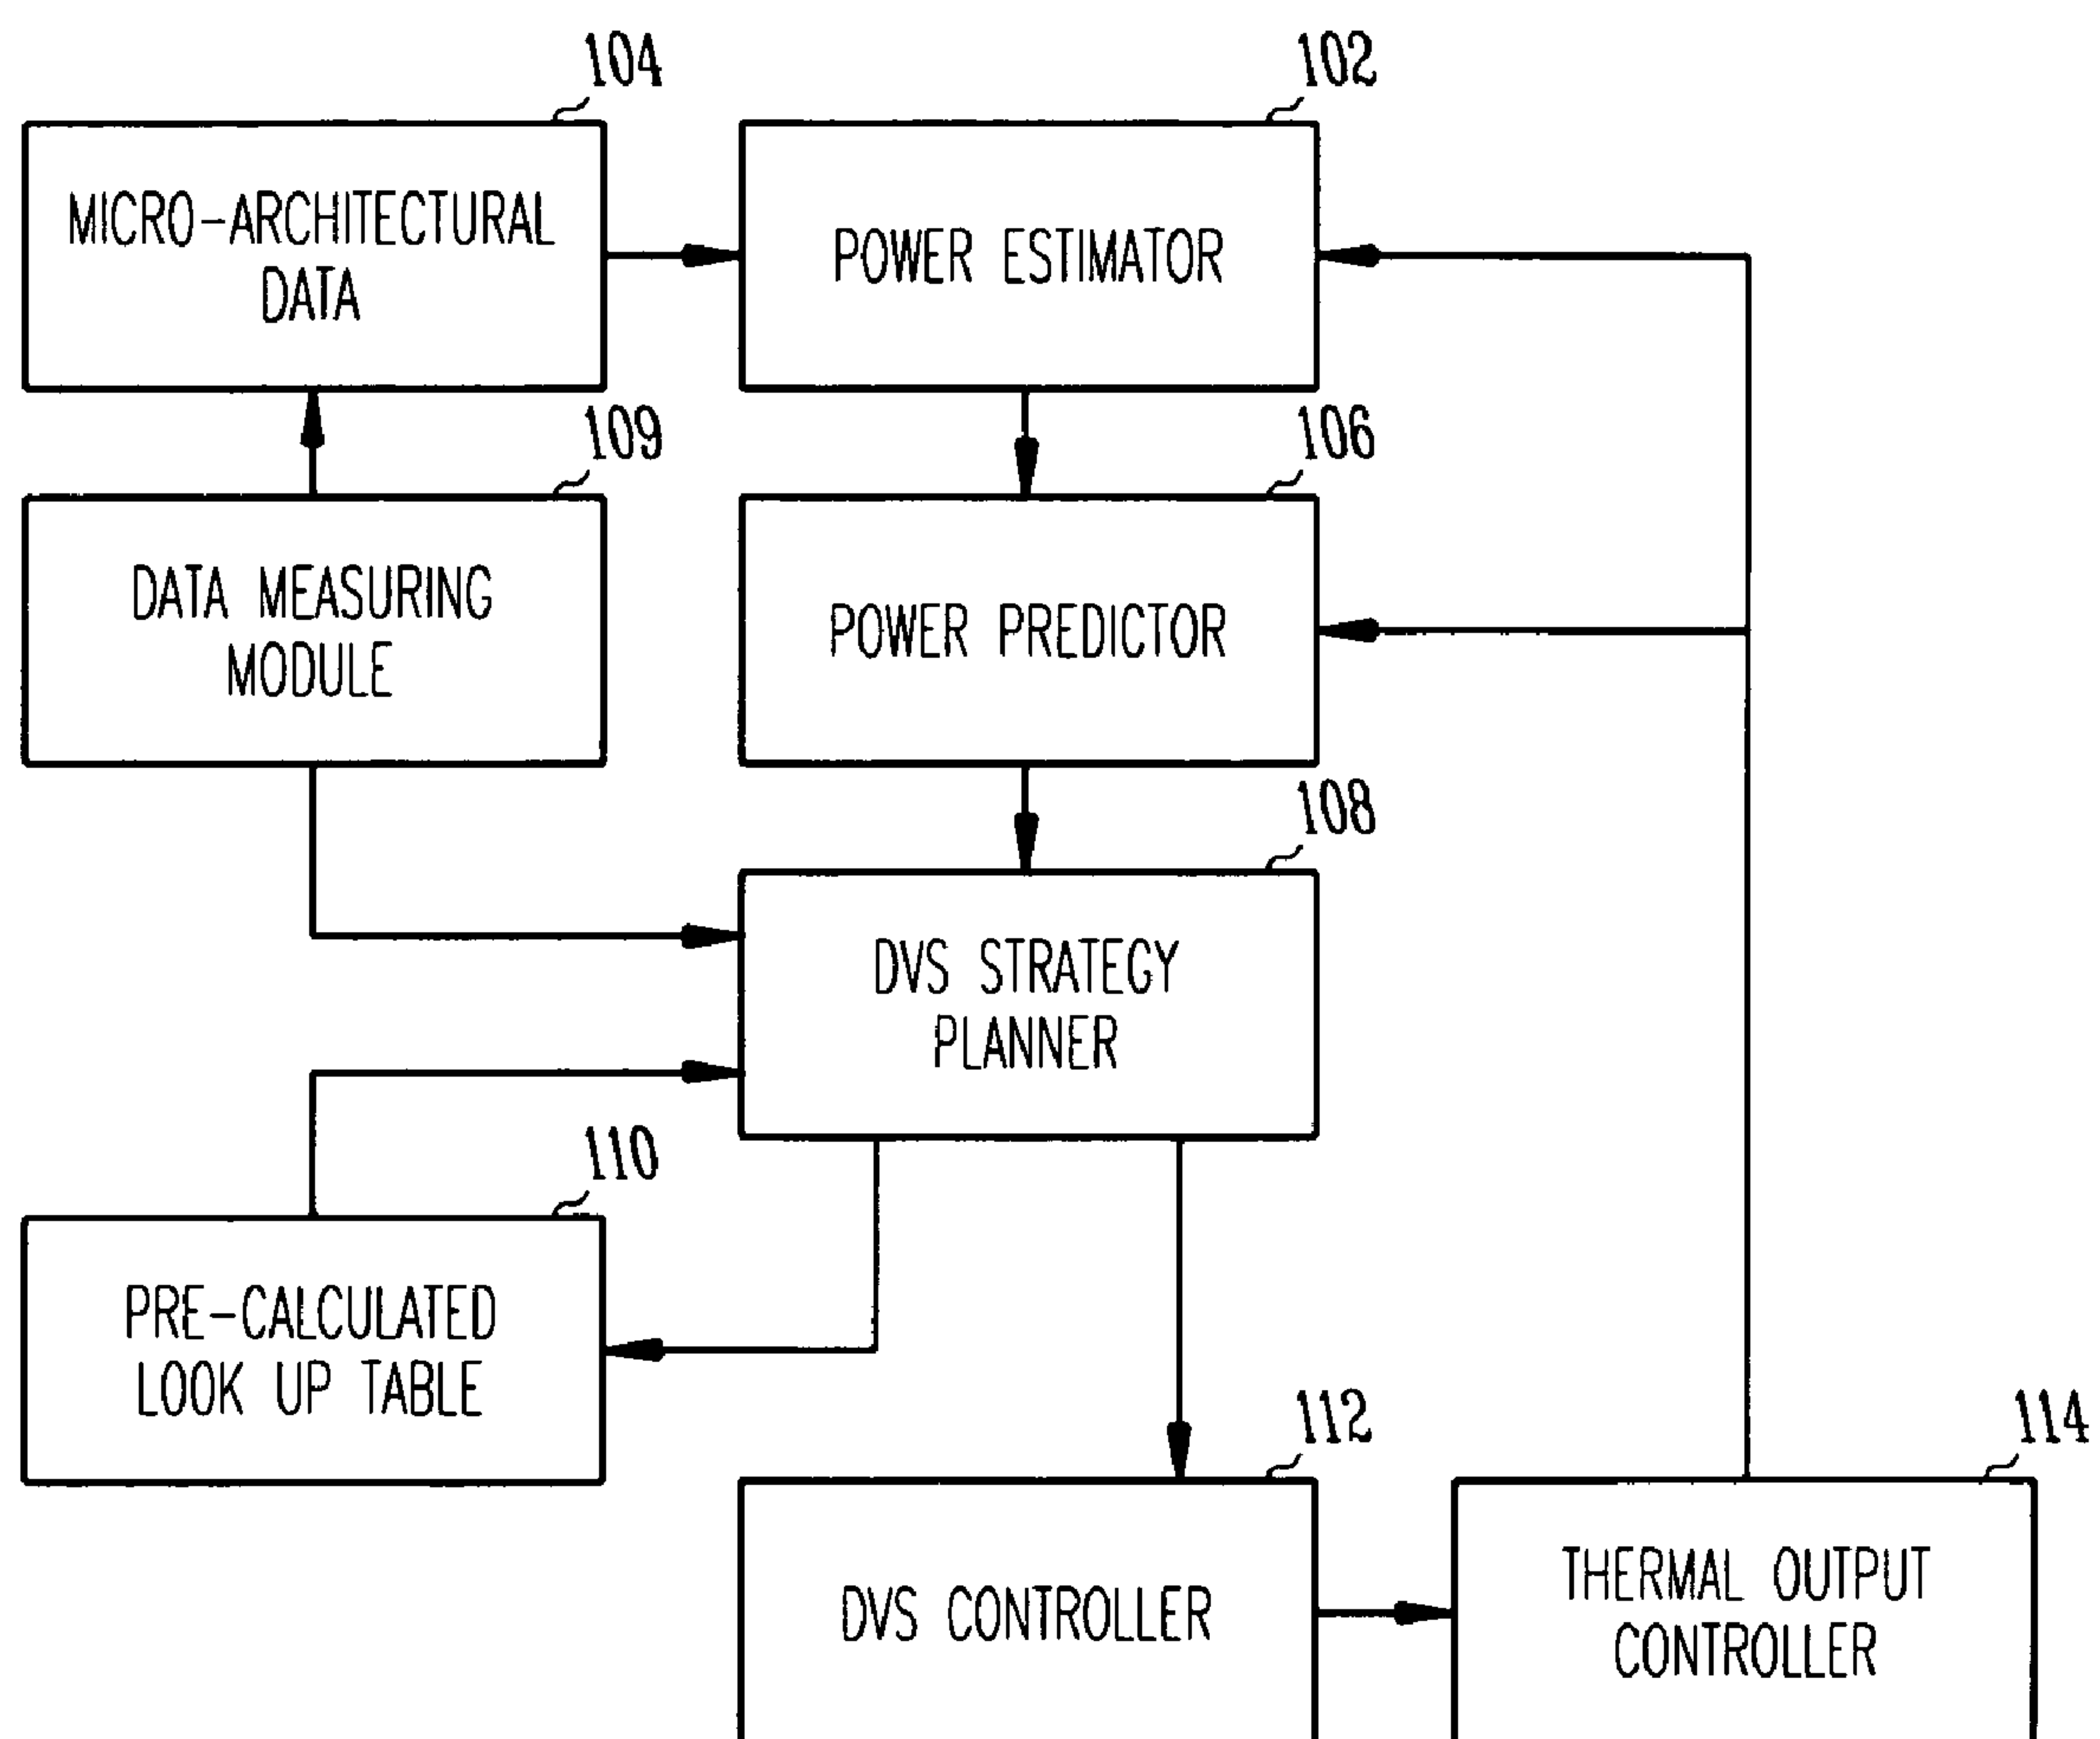 104
102
MICRO-ARCHITECTURAL
DATA
POWER ESTIMATOR
109
106
DATA MEASURING
MODULE
POWER PREDICTOR
108
DVS STRATEGY
PLANNER
110
PRE-CALCULATED
LOOK UP TABLE
112
114
DVS CONTROLLER
THERMAL OUTPUT
CONTROLLER